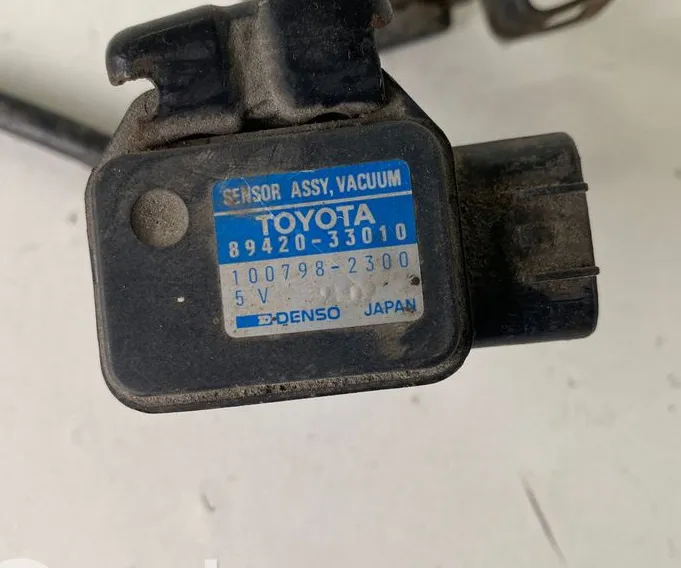 SENSOR ASSY, VACUUM
TOYOTA
89420-33010
100798-2300
5 V
DENSO JAPAN